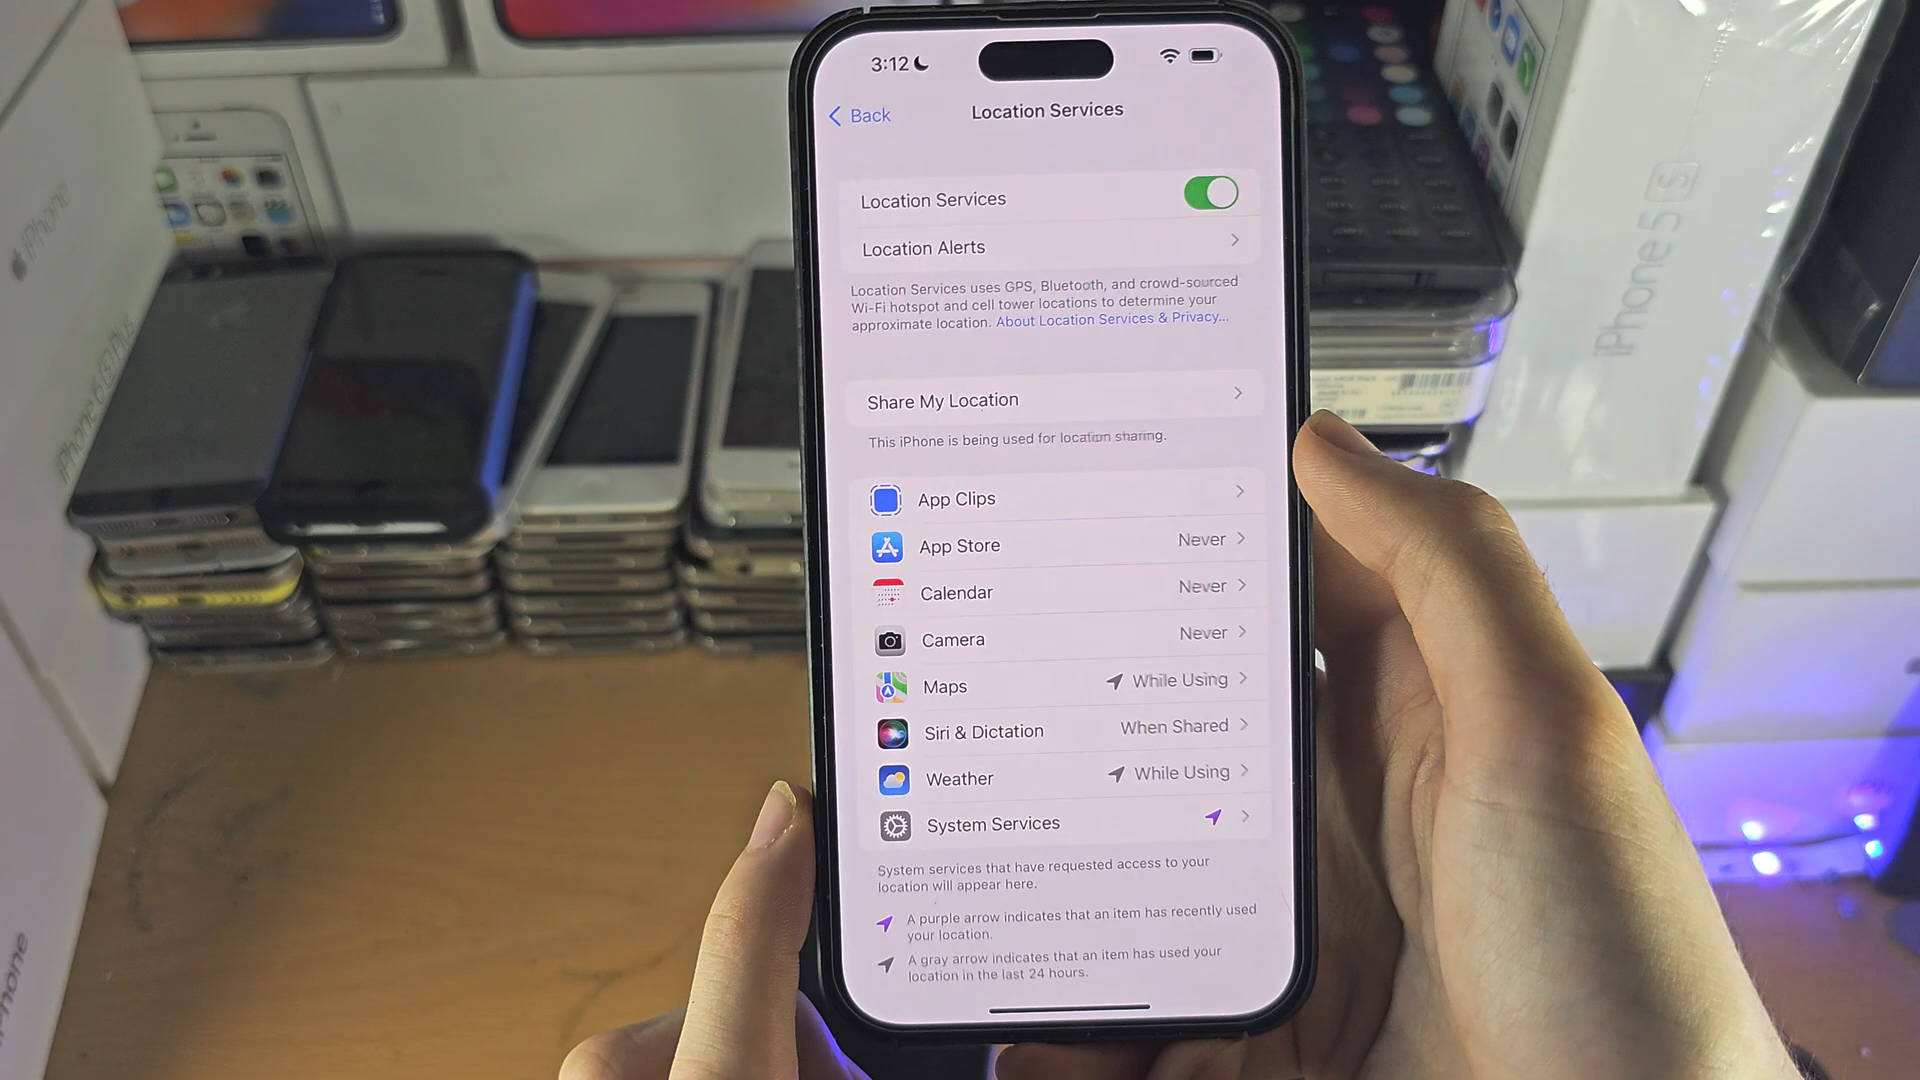 3:12
Back
Location Services
Location Services
Location Alerts
Location Services uses GPS, Bluetooth, and crowd-sourced
Wi-Fi hotspot and cell tower locations to determine your
approximate location. About Location Services & Privacy...
Share My Location
This iPhone is being used for location sharing.
App Clips
App Store Never
Calendar Never
Camera Never
Maps While Using
Siri & Dictation When Shared
Weather While Using
System Services
System services that have requested access to your
location will appear here.
A purple arrow indicates that an item has recently used
your location.
A gray arrow indicates that an item has used your
location in the last 24 hours.
iPhone
iPhone 6s Plus
iPhone
iPhone 5s